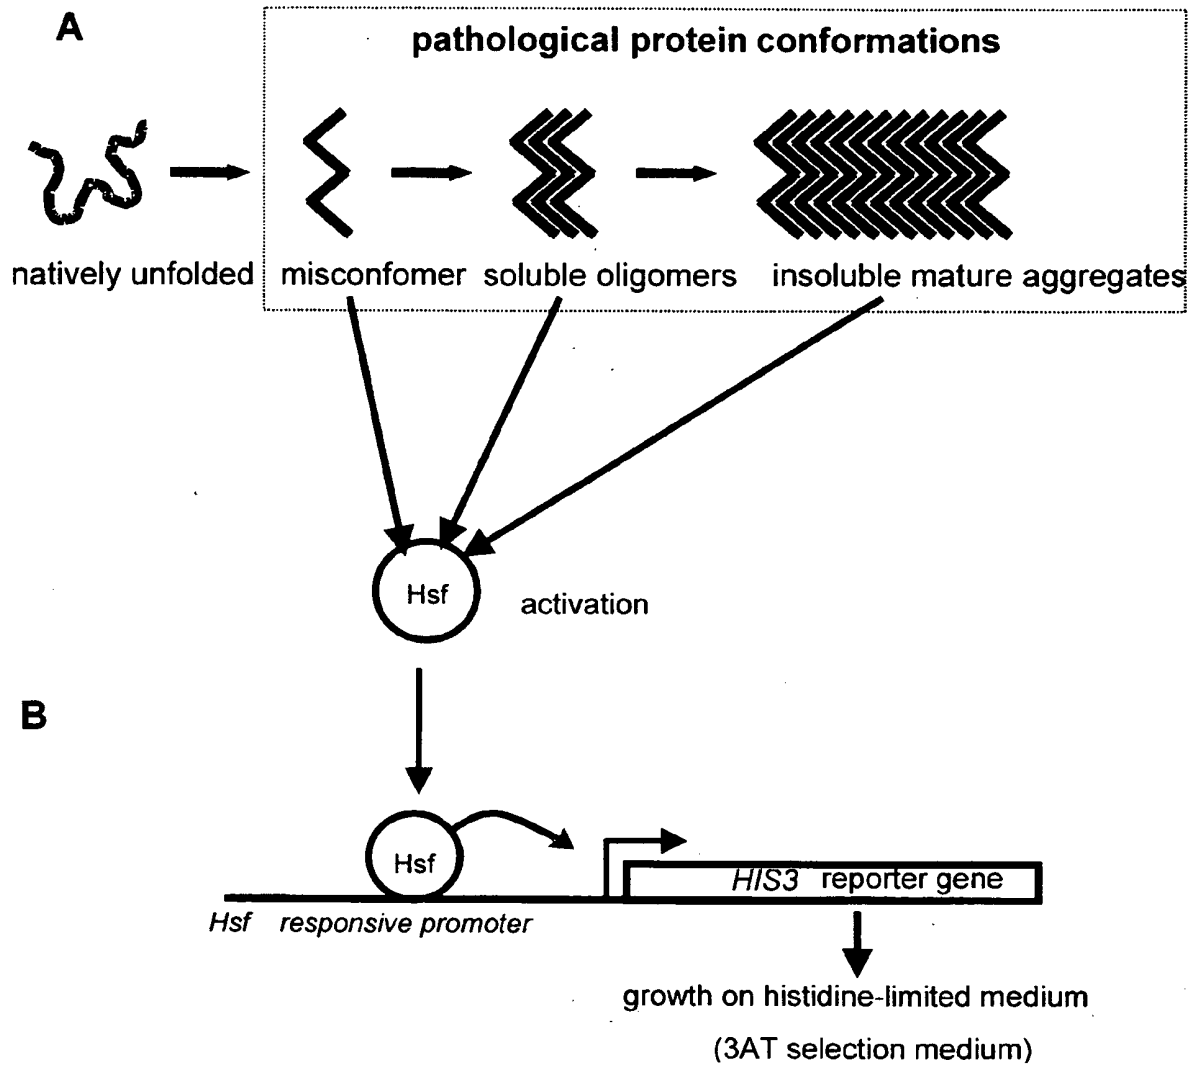 A
pathological protein conformations
natively unfolded
misconfomer
soluble oligomers
insoluble mature aggregates
Hsf
activation
B
Hsf
HIS3 reporter gene
Hsf responsive promoter
growth on histidine-limited medium
(3AT selection medium)